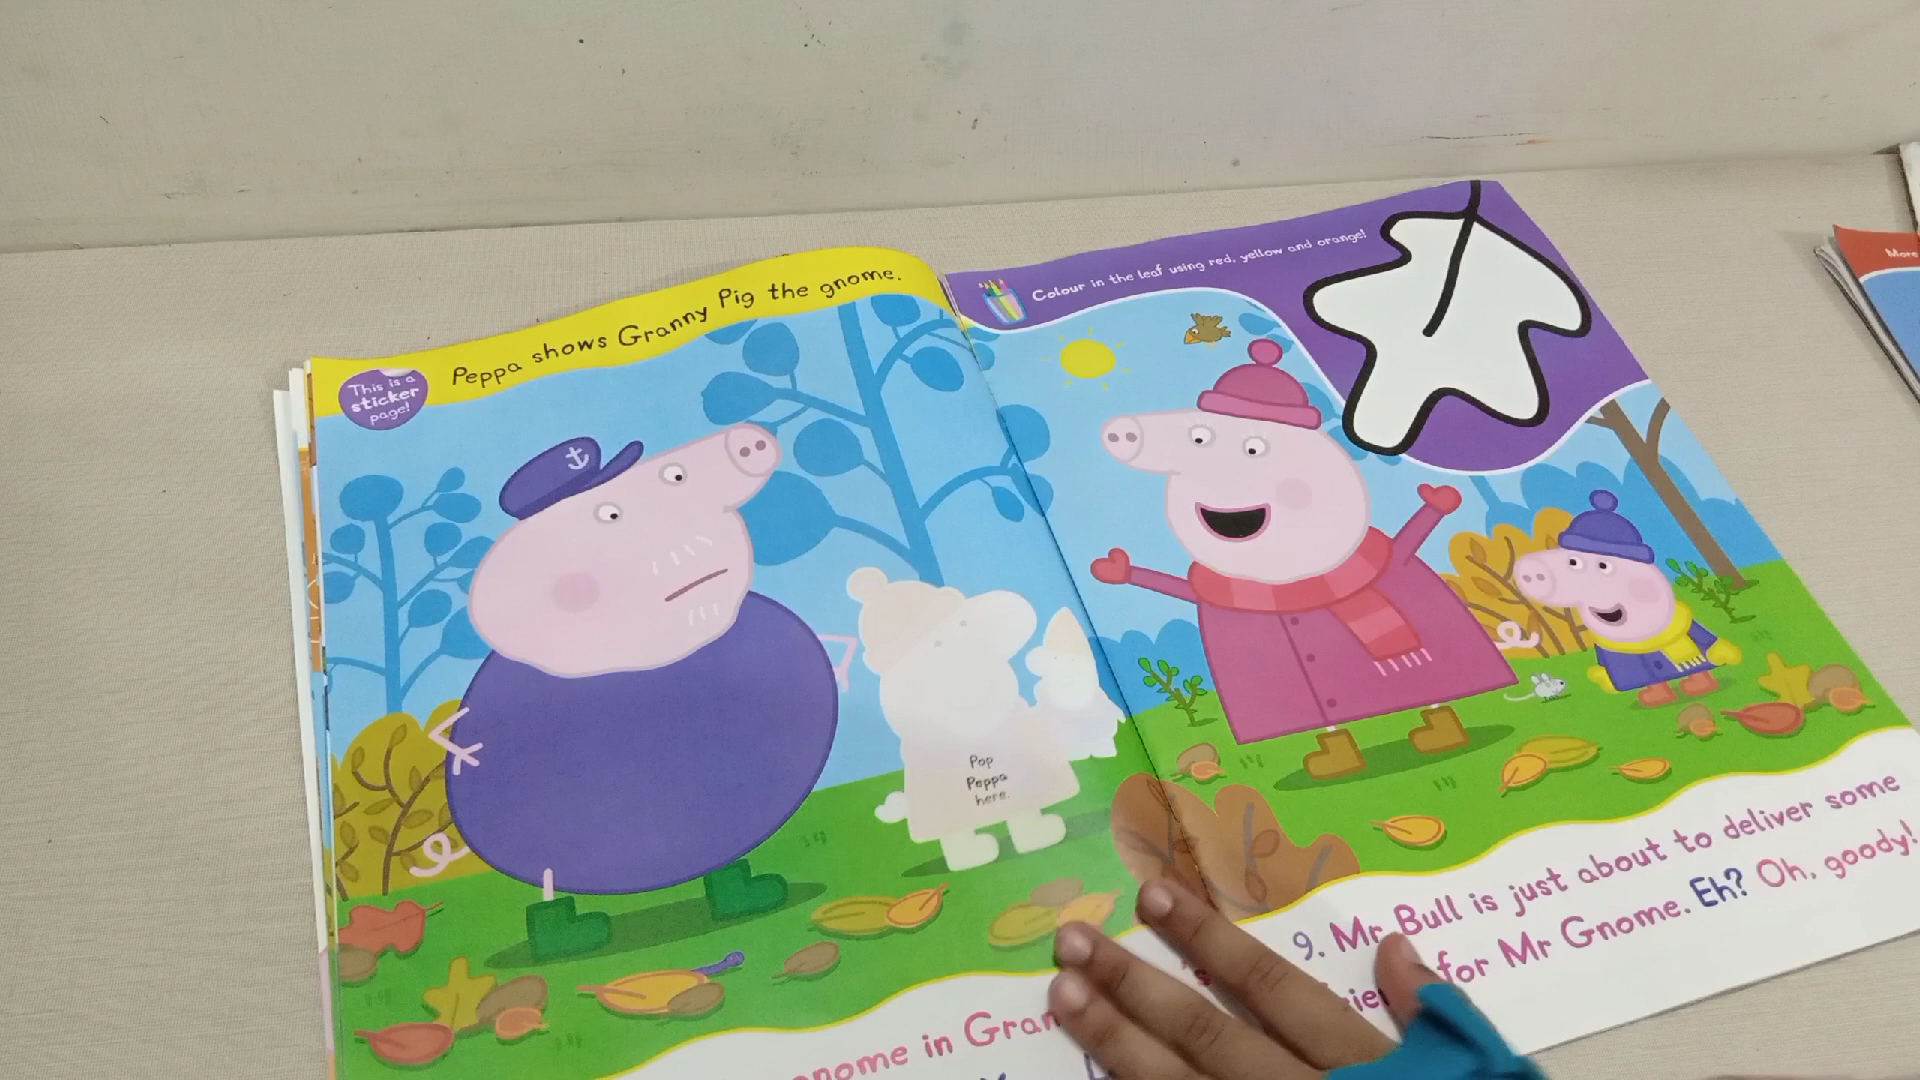 Peppa shows Granny Pig the gnome.
This is a
sticker
page!
Pop
Peppa
here.
gnome in
Colour in the leaf using red, yellow and orange!
9. Mr Bull is just about to deliver some
for Mr Gnome. Eh? Oh, goody!
More